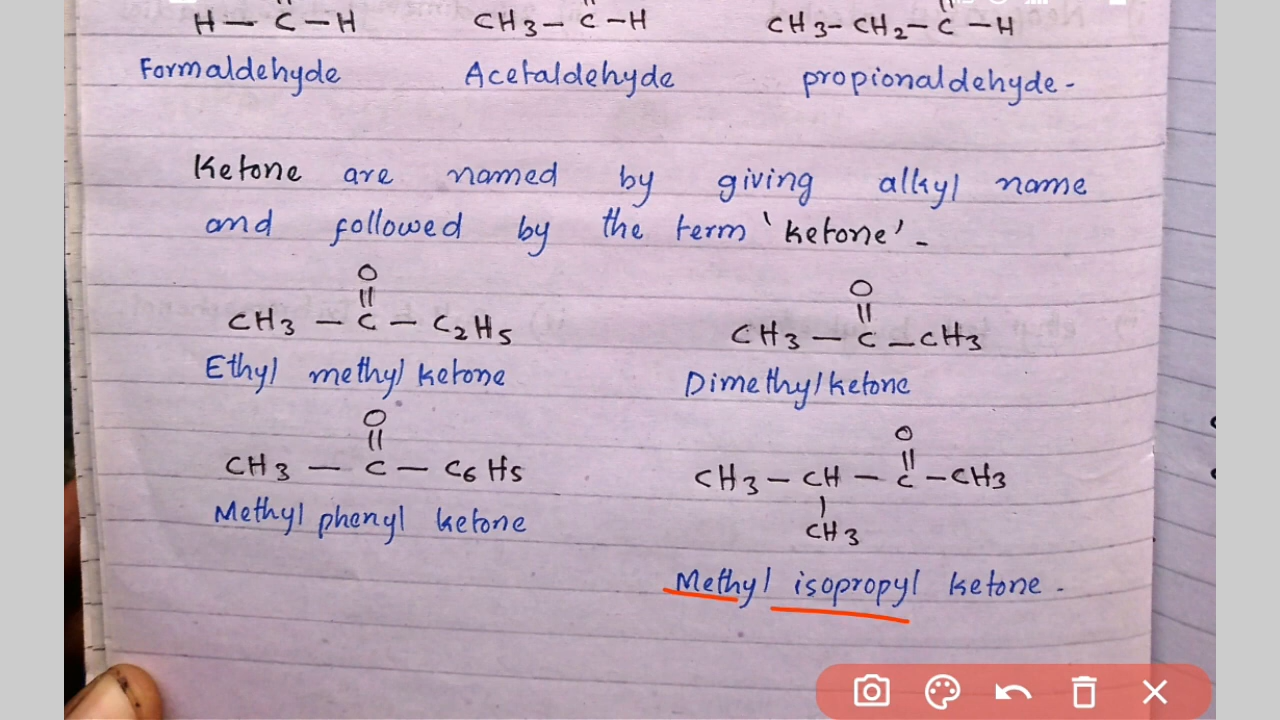 H — C — H CH3 — C — H CH3 — CH2 — C — H
Formaldehyde Acetaldehyde propionaldehyde -
Ketone are named by giving alkyl name
and followed by the term 'ketone' -
O O
|| ||
CH3 — C — C2H5 CH3 — C — CH3
Ethyl methyl ketone Dimethyl ketone
O O
|| ||
CH3 — C — C6H5 CH3 — CH — C — CH3
|
CH3
Methyl phenyl ketone
Methyl isopropyl ketone -